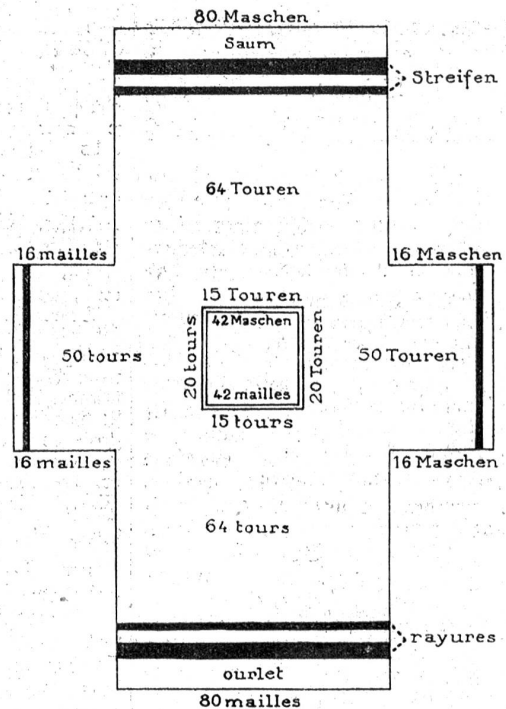 80 Maschen
Saum
Streifen
64 Touren
16 mailles
16 Maschen
15 Touren
42 Maschen
50 tours
20 tours
20 Touren
50 Touren
42 mailles
15 tours
16 mailles
16 Maschen
64 tours
rayures
ourlet
80 mailles